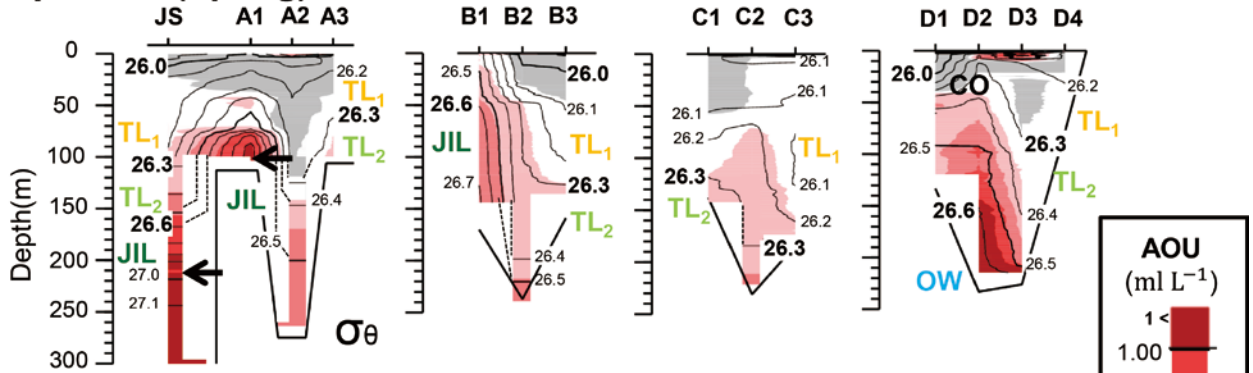 JS A1 A2 A3 B1 B2 B3 C1 C2 C3 D1 D2 D3 D4
Depth(m)
0
50
100
150
200
250
300
26.0
26.2
TL1
26.3
TL1
TL2
26.3
TL2
26.6
JIL
JIL
26.4
26.5
27.0
27.1
σθ
26.5
26.0
26.6
26.1
JIL
TL1
26.7
26.3
TL2
26.4
26.5
26.1
26.1
26.1
26.2
TL1
26.3
26.1
TL2
26.2
26.3
26.0
CO
26.2
TL1
26.3
26.5
TL2
26.6
26.4
26.5
OW
AOU
(ml L−1)
1 <
1.00